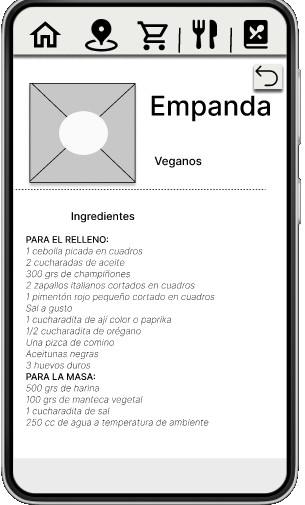 Empanda
Veganos
Ingredientes
PARA EL RELLENO:
1 cebolla picada en cuadros
2 cucharadas de aceite
300 grs de champiñones
2 zapallos italianos cortados en cuadros
1 pimentón rojo pequeño cortado en cuadros
Sal a gusto
1 cucharadita de ají color o paprika
1/2 cucharadita de orégano
Una pizca de comino
Aceitunas negras
3 huevos duros
PARA LA MASA:
500 grs de harina
100 grs de manteca vegetal
1 cucharadita de sal
250 cc de agua a temperatura de ambiente